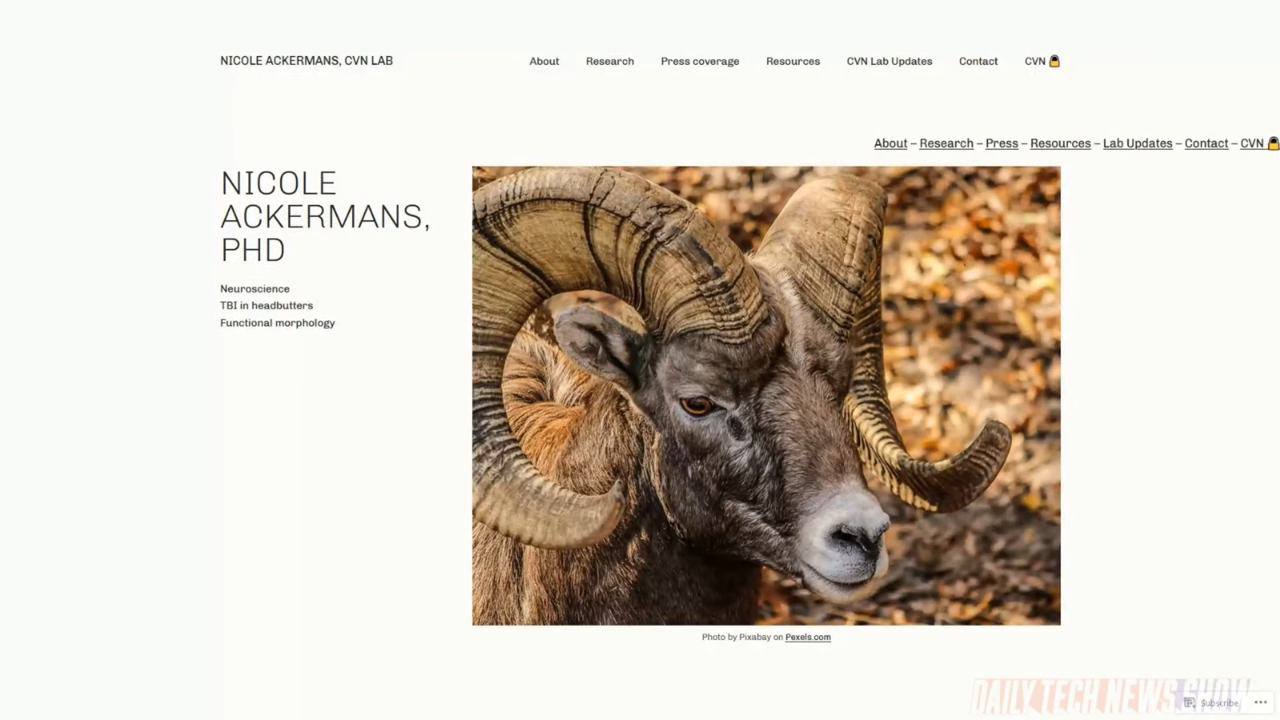 NICOLE ACKERMANS, CVN LAB
About Research Press coverage Resources CVN Lab Updates Contact CVN 🔒
About – Research – Press – Resources – Lab Updates – Contact – CVN 🔒
NICOLE
ACKERMANS,
PHD
Neuroscience
TBI in headbutters
Functional morphology
Photo by Pixabay on Pexels.com
DAILY TECH NEWS SHOW
Subscribe